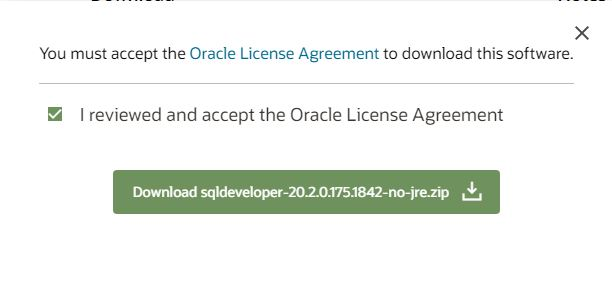 You must accept the Oracle License Agreement to download this software.
I reviewed and accept the Oracle License Agreement
Download sqldeveloper-20.2.0.175.1842-no-jre.zip